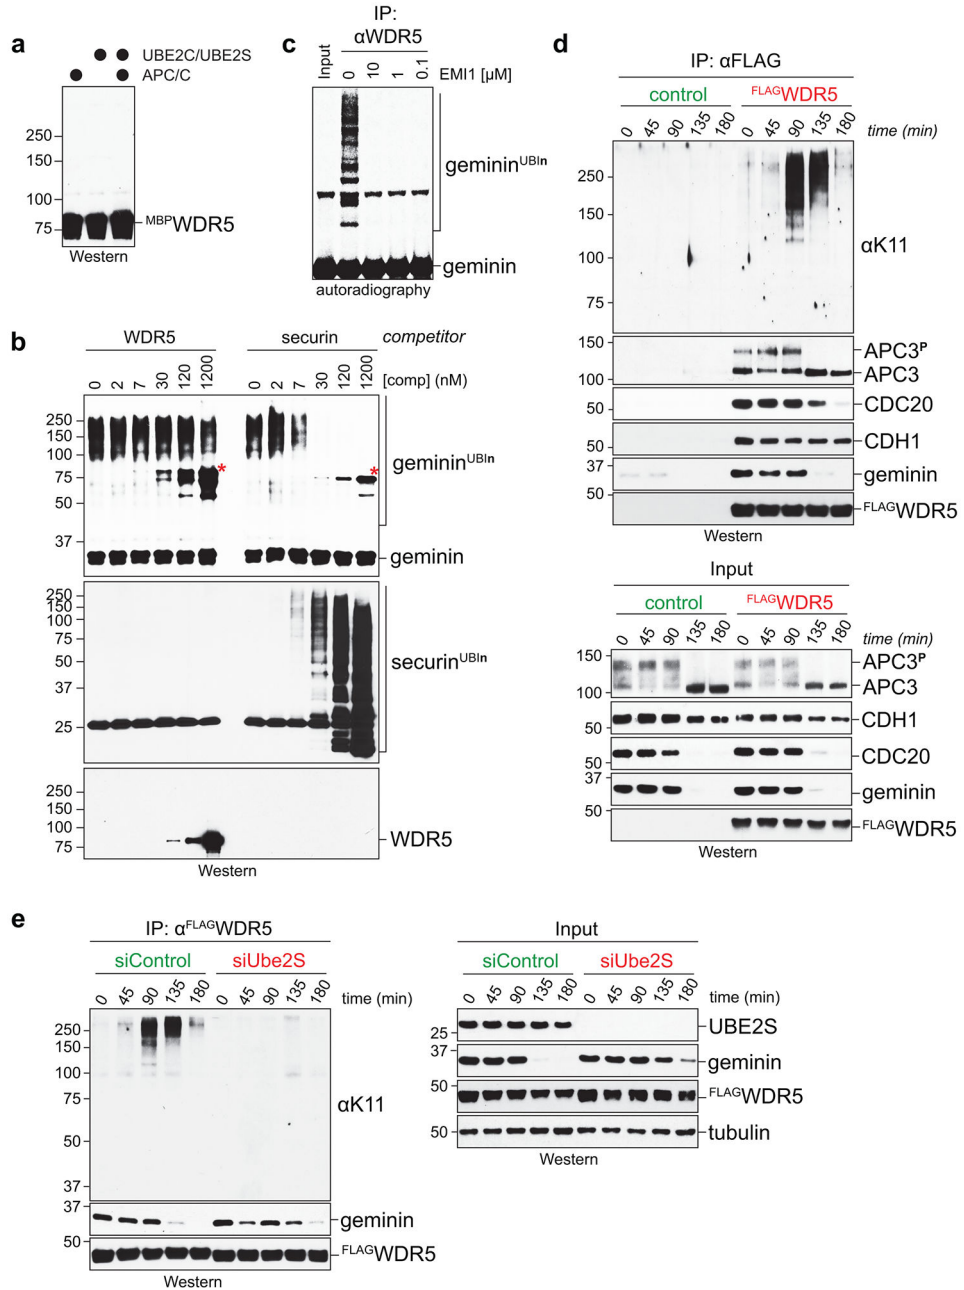 a
UBE2C/UBE2S
APC/C
250
150
100
75
MBPWDR5
Western
c
IP:
αWDR5
Input
0
10
1
0.1
EMI1 [µM]
gemininUBIn
geminin
autoradiography
b
WDR5
securin
competitor
0 2 7 30 120 1200
0 2 7 30 120 1200
[comp] (nM)
250
150
100
75
50
37
*
*
gemininUBIn
geminin
250
150
100
75
50
37
25
securinUBIn
250
150
100
75
WDR5
Western
d
IP: αFLAG
control
FLAGWDR5
0 45 90 135 180
0 45 90 135 180
time (min)
250
150
100
75
αK11
150
100
APC3P
APC3
50
CDC20
50
CDH1
37
geminin
50
FLAGWDR5
Western
Input
control
FLAGWDR5
0 45 90 135 180
0 45 90 135 180
time (min)
150
100
APC3P
APC3
50
CDH1
50
CDC20
37
geminin
50
FLAGWDR5
Western
e
IP: αFLAGWDR5
siControl
siUbe2S
0 45 90 135 180
0 45 90 135 180
time (min)
250
150
100
75
50
37
αK11
37
geminin
50
FLAGWDR5
Western
Input
siControl
siUbe2S
0 45 90 135 180
0 45 90 135 180
time (min)
25
UBE2S
37
geminin
50
FLAGWDR5
50
tubulin
Western